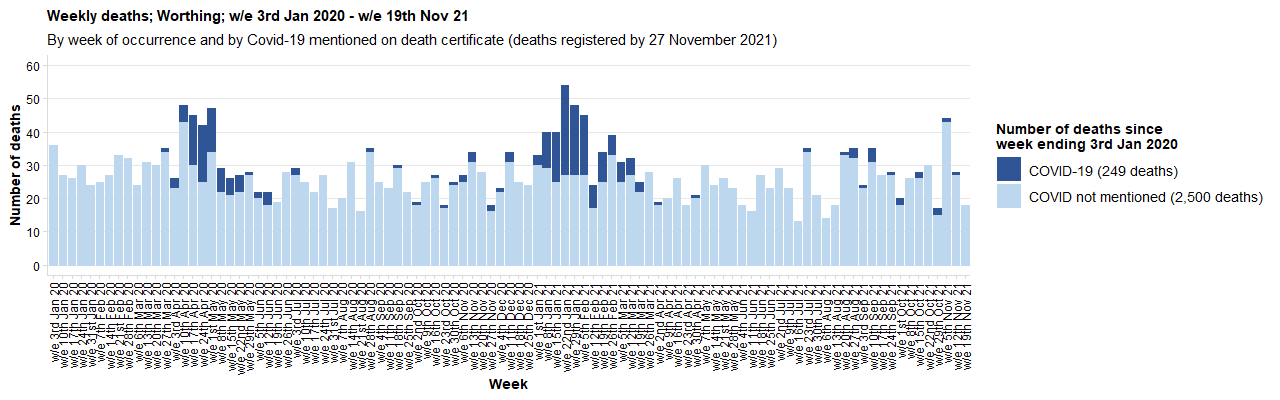 Weekly deaths; Worthing; w/e 3rd Jan 2020 - w/e 19th Nov 21
By week of occurrence and by Covid-19 mentioned on death certificate (deaths registered by 27 November 2021)
Number of deaths
60
50
40
30
20
10
0
w/e 3rd Jan 20
w/e 10th Jan 20
w/e 17th Jan 20
w/e 24th Jan 20
w/e 31st Jan 20
w/e 7th Feb 20
w/e 14th Feb 20
w/e 21st Feb 20
w/e 28th Feb 20
w/e 6th Mar 20
w/e 13th Mar 20
w/e 20th Mar 20
w/e 27th Mar 20
w/e 3rd Apr 20
w/e 10th Apr 20
w/e 17th Apr 20
w/e 24th Apr 20
w/e 1st May 20
w/e 8th May 20
w/e 15th May 20
w/e 22nd May 20
w/e 29th May 20
w/e 5th Jun 20
w/e 12th Jun 20
w/e 19th Jun 20
w/e 26th Jun 20
w/e 3rd Jul 20
w/e 10th Jul 20
w/e 17th Jul 20
w/e 24th Jul 20
w/e 31st Jul 20
w/e 7th Aug 20
w/e 14th Aug 20
w/e 21st Aug 20
w/e 28th Aug 20
w/e 4th Sep 20
w/e 11th Sep 20
w/e 18th Sep 20
w/e 25th Sep 20
w/e 2nd Oct 20
w/e 9th Oct 20
w/e 16th Oct 20
w/e 23rd Oct 20
w/e 30th Oct 20
w/e 6th Nov 20
w/e 13th Nov 20
w/e 20th Nov 20
w/e 27th Nov 20
w/e 4th Dec 20
w/e 11th Dec 20
w/e 18th Dec 20
w/e 25th Dec 20
w/e 1st Jan 21
w/e 8th Jan 21
w/e 15th Jan 21
w/e 22nd Jan 21
w/e 29th Jan 21
w/e 5th Feb 21
w/e 12th Feb 21
w/e 19th Feb 21
w/e 26th Feb 21
w/e 5th Mar 21
w/e 12th Mar 21
w/e 19th Mar 21
w/e 26th Mar 21
w/e 2nd Apr 21
w/e 9th Apr 21
w/e 16th Apr 21
w/e 23rd Apr 21
w/e 30th Apr 21
w/e 7th May 21
w/e 14th May 21
w/e 21st May 21
w/e 28th May 21
w/e 4th Jun 21
w/e 11th Jun 21
w/e 18th Jun 21
w/e 25th Jun 21
w/e 2nd Jul 21
w/e 9th Jul 21
w/e 16th Jul 21
w/e 23rd Jul 21
w/e 30th Jul 21
w/e 6th Aug 21
w/e 13th Aug 21
w/e 20th Aug 21
w/e 27th Aug 21
w/e 3rd Sep 21
w/e 10th Sep 21
w/e 17th Sep 21
w/e 24th Sep 21
w/e 1st Oct 21
w/e 8th Oct 21
w/e 15th Oct 21
w/e 22nd Oct 21
w/e 29th Oct 21
w/e 5th Nov 21
w/e 12th Nov 21
w/e 19th Nov 21
Week
Number of deaths since
week ending 3rd Jan 2020
COVID-19 (249 deaths)
COVID not mentioned (2,500 deaths)